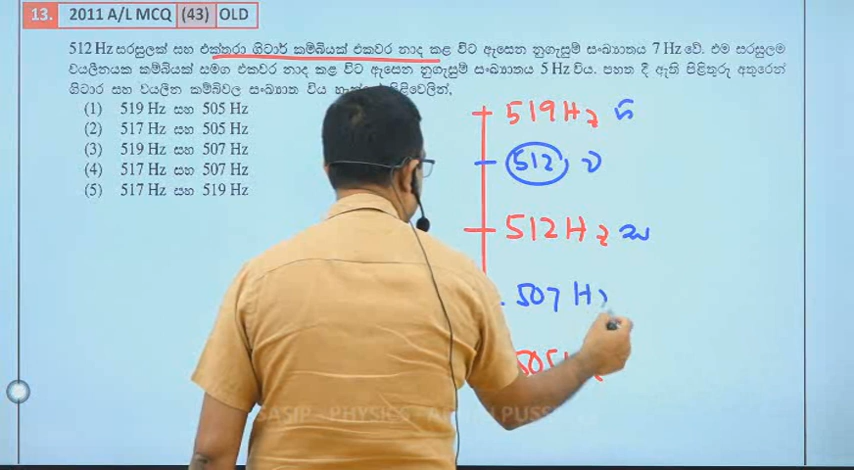 13. 2011 A/L MCQ (43) OLD
512 Hz සරසුලක් සහ එක්තරා ගිටාර් කම්බියක් එකවර නාද කළ විට ඇසෙන නුගැසුම් සංඛ්‍යාතය 7 Hz වේ. එම සරසුලම
වයලීනයක කම්බියක් සමග එකවර නාද කළ විට ඇසෙන නුගැසුම් සංඛ්‍යාතය 5 Hz විය. පහත දී ඇති පිළිතුරු අතුරෙන්
ගිටාර සහ වයලීන කම්බිවල සංඛ්‍යාත විය
(1) 519 Hz සහ 505 Hz
(2) 517 Hz සහ 505 Hz
(3) 519 Hz සහ 507 Hz
(4) 517 Hz සහ 507 Hz
(5) 517 Hz සහ 519 Hz
519 Hz ගි
512 ව
512 Hz ස
507 Hz
505
SASIP - PHYSICS -